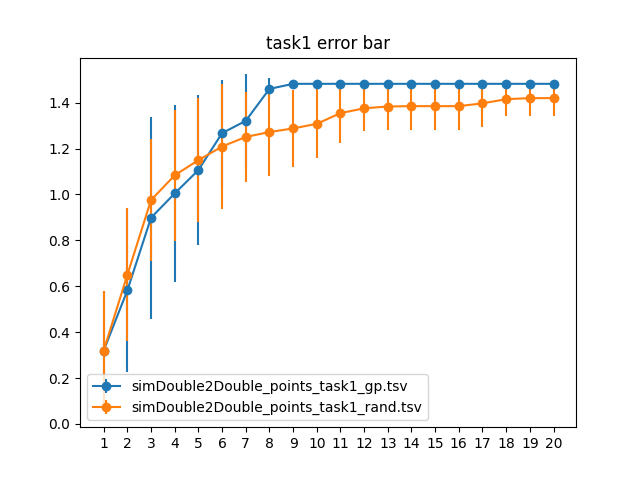 task1 error bar
1.4
1.2
1.0
0.8
0.6
0.4
0.2
0.0
simDouble2Double_points_task1_gp.tsv
simDouble2Double_points_task1_rand.tsv
1 2 3 4 5 6 7 8 9 10 11 12 13 14 15 16 17 18 19 20